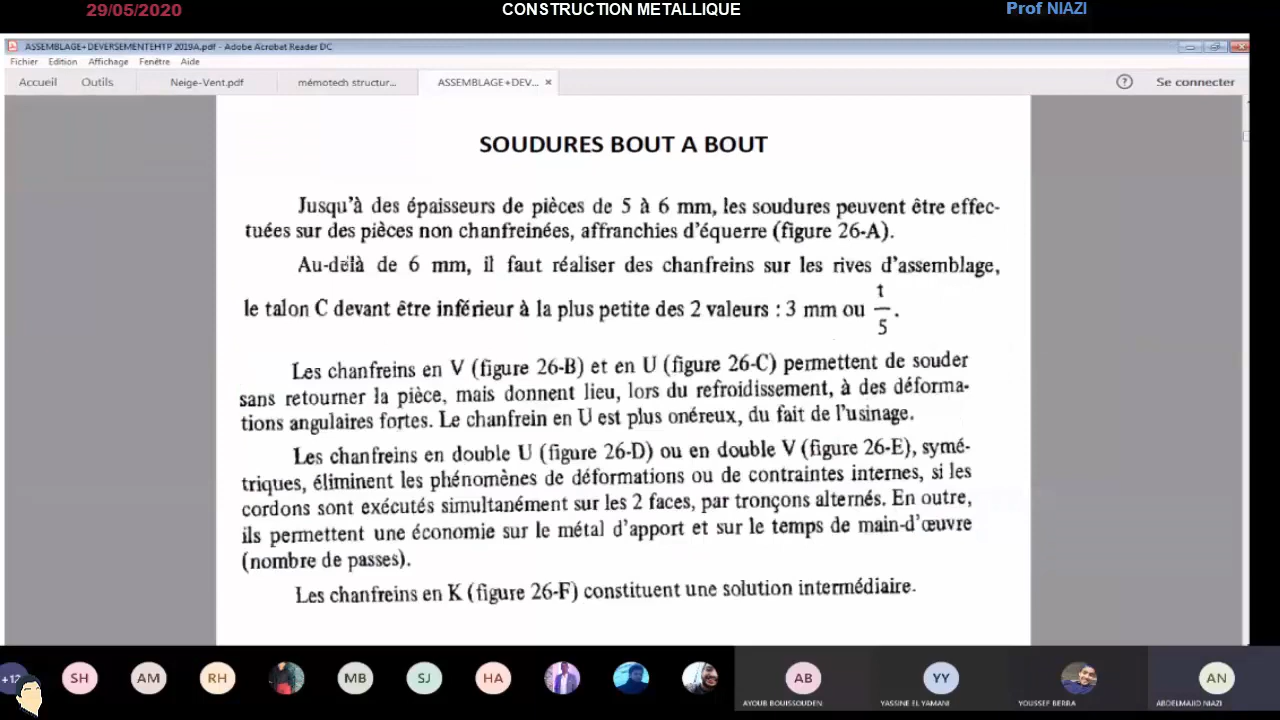 29/05/2020
CONSTRUCTION METALLIQUE
Prof NIAZI
ASSEMBLAGE+DEVERSEMENTEHTP 2019A.pdf - Adobe Acrobat Reader DC
Fichier Edition Affichage Fenêtre Aide
Accueil Outils Neige-Vent.pdf mémotech structur... ASSEMBLAGE+DEV... × ? Se connecter
SOUDURES BOUT A BOUT
Jusqu'à des épaisseurs de pièces de 5 à 6 mm, les soudures peuvent être effec-
tuées sur des pièces non chanfreinées, affranchies d'équerre (figure 26-A).
Au-delà de 6 mm, il faut réaliser des chanfreins sur les rives d'assemblage,
le talon C devant être inférieur à la plus petite des 2 valeurs : 3 mm ou t/5.
Les chanfreins en V (figure 26-B) et en U (figure 26-C) permettent de souder
sans retourner la pièce, mais donnent lieu, lors du refroidissement, à des déforma-
tions angulaires fortes. Le chanfrein en U est plus onéreux, du fait de l'usinage.
Les chanfreins en double U (figure 26-D) ou en double V (figure 26-E), symé-
triques, éliminent les phénomènes de déformations ou de contraintes internes, si les
cordons sont exécutés simultanément sur les 2 faces, par tronçons alternés. En outre,
ils permettent une économie sur le métal d'apport et sur le temps de main-d'œuvre
(nombre de passes).
Les chanfreins en K (figure 26-F) constituent une solution intermédiaire.
SH AM RH MB SJ HA AB YY AN
AYOUB BOUISSOUDEN YASSINE EL YAMANI YOUSSEF BERRA ABDELMAJID NIAZI